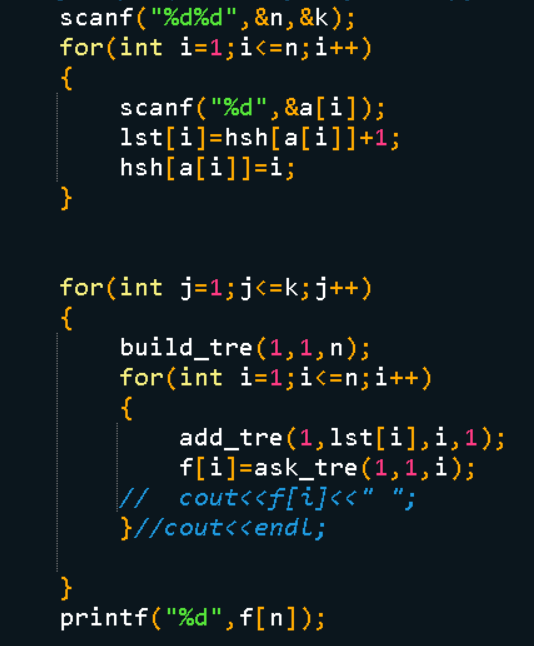 scanf("%d%d",&n,&k);
for(int i=1;i<=n;i++)
{
scanf("%d",&a[i]);
lst[i]=hsh[a[i]]+1;
hsh[a[i]]=i;
}
for(int j=1;j<=k;j++)
{
build_tre(1,1,n);
for(int i=1;i<=n;i++)
{
add_tre(1,lst[i],i,1);
f[i]=ask_tre(1,1,i);
// cout<<f[i]<<" ";
}//cout<<endl;
}
printf("%d",f[n]);